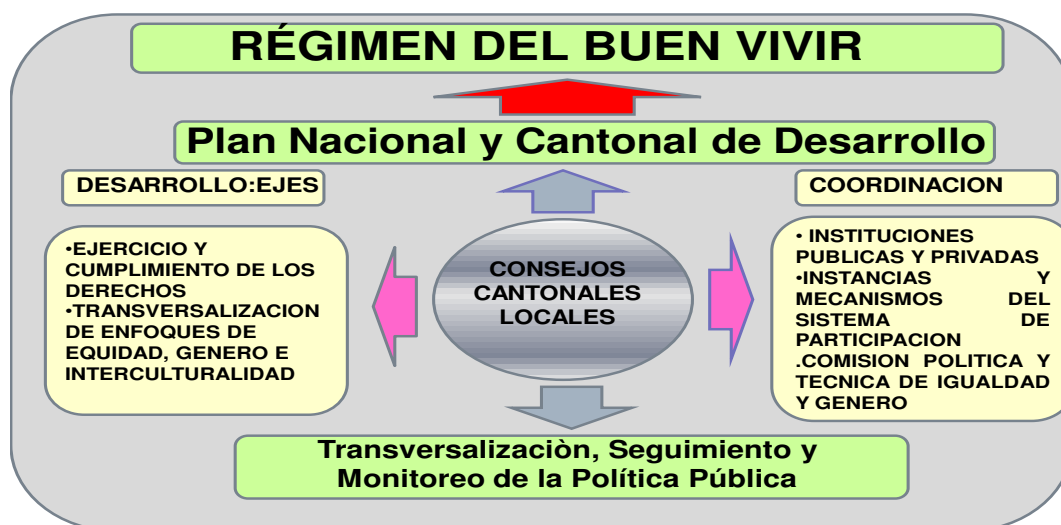 RÉGIMEN DEL BUEN VIVIR
Plan Nacional y Cantonal de Desarrollo
DESARROLLO:EJES
•EJERCICIO Y
CUMPLIMIENTO DE LOS
DERECHOS
•TRANSVERSALIZACION
DE ENFOQUES DE
EQUIDAD, GENERO E
INTERCULTURALIDAD
CONSEJOS
CANTONALES
LOCALES
COORDINACION
• INSTITUCIONES
PUBLICAS Y PRIVADAS
•INSTANCIAS Y
MECANISMOS DEL
SISTEMA DE
PARTICIPACION
.COMISION POLITICA Y
TECNICA DE IGUALDAD
Y GENERO
Transversalizaciòn, Seguimiento y
Monitoreo de la Política Pública